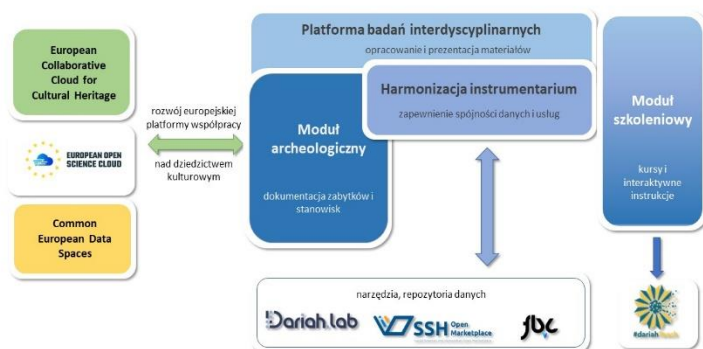 European
Collaborative
Cloud for
Cultural Heritage
EUROPEAN OPEN
SCIENCE CLOUD
Common
European Data
Spaces
rozwój europejskiej
platformy współpracy
nad dziedzictwem
kulturowym
Platforma badań interdyscyplinarnych
opracowanie i prezentacja materiałów
Harmonizacja instrumentarium
zapewnienie spójności danych i usług
Moduł
archeologiczny
dokumentacja zabytków i
stanowisk
Moduł
szkoleniowy
kursy i
interaktywne
instrukcje
narzędzia, repozytoria danych
Dariah.lab
SSH Open
Marketplace
fbc
#dariahTeach